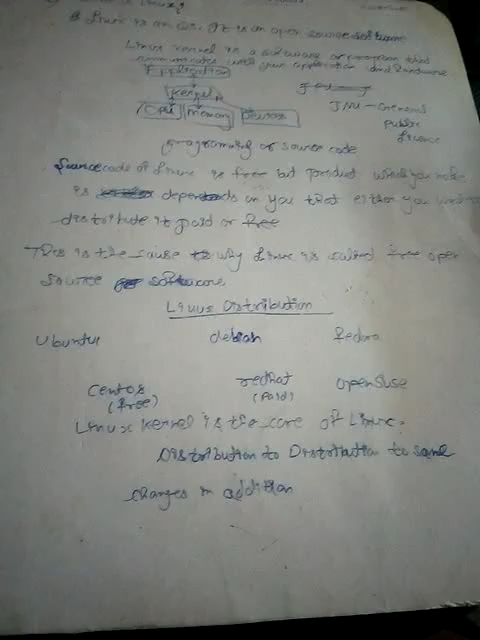 Linux?
Linux is an OS. It is an open source software
Linux kernel is a software or program that
communicates with your application and hardware
Application
Kernel
CPU Memory Devices
JNU - General
Public
licence
programming or source code
Source code of Linux is free but product which you make
is depends on you that either you want
distribute it paid or free
This is the cause to why Linux is called free open
source software
Linux Distribution
Ubuntu debian fedora
Centos redhat opensuse
(free) (paid)
Linux kernel is the core of Linux.
Distribution to Distribution to same
changes in addition